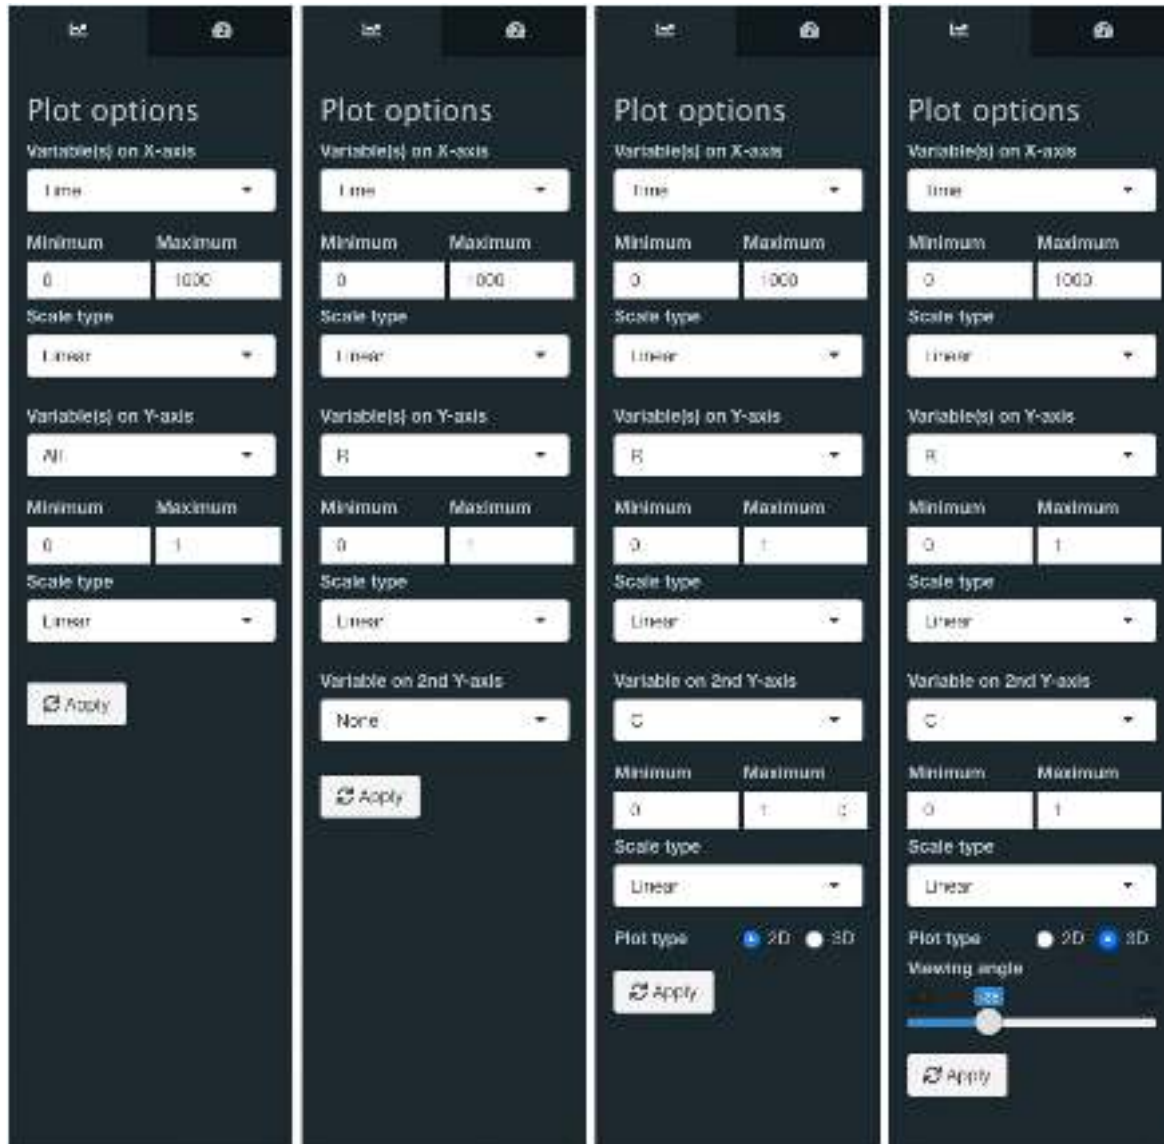 Plot options
Variable(s) on X-axis
Time
Minimum Maximum
0 1000
Scale type
Linear
Variable(s) on Y-axis
All
Minimum Maximum
0 1
Scale type
Linear
Apply
Plot options
Variable(s) on X-axis
Time
Minimum Maximum
0 1000
Scale type
Linear
Variable(s) on Y-axis
R
Minimum Maximum
0 1
Scale type
Linear
Variable on 2nd Y-axis
None
Apply
Plot options
Variable(s) on X-axis
Time
Minimum Maximum
0 1000
Scale type
Linear
Variable(s) on Y-axis
R
Minimum Maximum
0 1
Scale type
Linear
Variable on 2nd Y-axis
C
Minimum Maximum
0 1
Scale type
Linear
Plot type 2D 3D
Apply
Plot options
Variable(s) on X-axis
Time
Minimum Maximum
0 1000
Scale type
Linear
Variable(s) on Y-axis
R
Minimum Maximum
0 1
Scale type
Linear
Variable on 2nd Y-axis
C
Minimum Maximum
0 1
Scale type
Linear
Plot type 2D 3D
Viewing angle
Apply